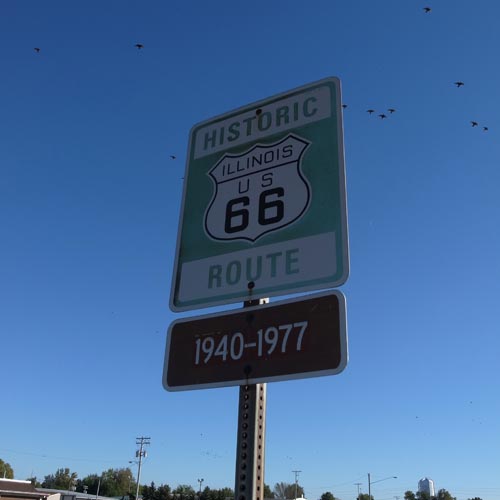 HISTORIC
ILLINOIS
U S
66
ROUTE
1940-1977